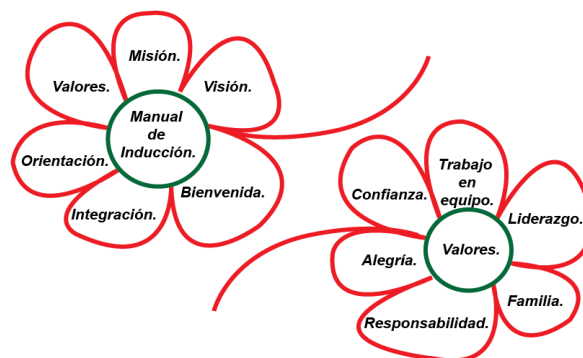 Misión.
Valores.
Visión.
Manual
de
Inducción.
Orientación.
Bienvenida.
Integración.
Trabajo
en
equipo.
Confianza.
Liderazgo.
Valores.
Alegría.
Familia.
Responsabilidad.